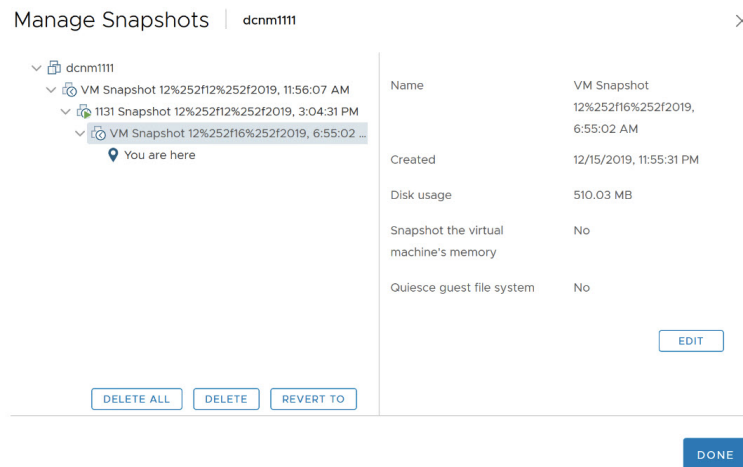 Manage Snapshots dcnm1111
dcnm1111
VM Snapshot 12%252f12%252f2019, 11:56:07 AM
1131 Snapshot 12%252f12%252f2019, 3:04:31 PM
VM Snapshot 12%252f16%252f2019, 6:55:02 ...
You are here
Name VM Snapshot
12%252f16%252f2019,
6:55:02 AM
Created 12/15/2019, 11:55:31 PM
Disk usage 510.03 MB
Snapshot the virtual No
machine's memory
Quiesce guest file system No
EDIT
DELETE ALL DELETE REVERT TO
DONE